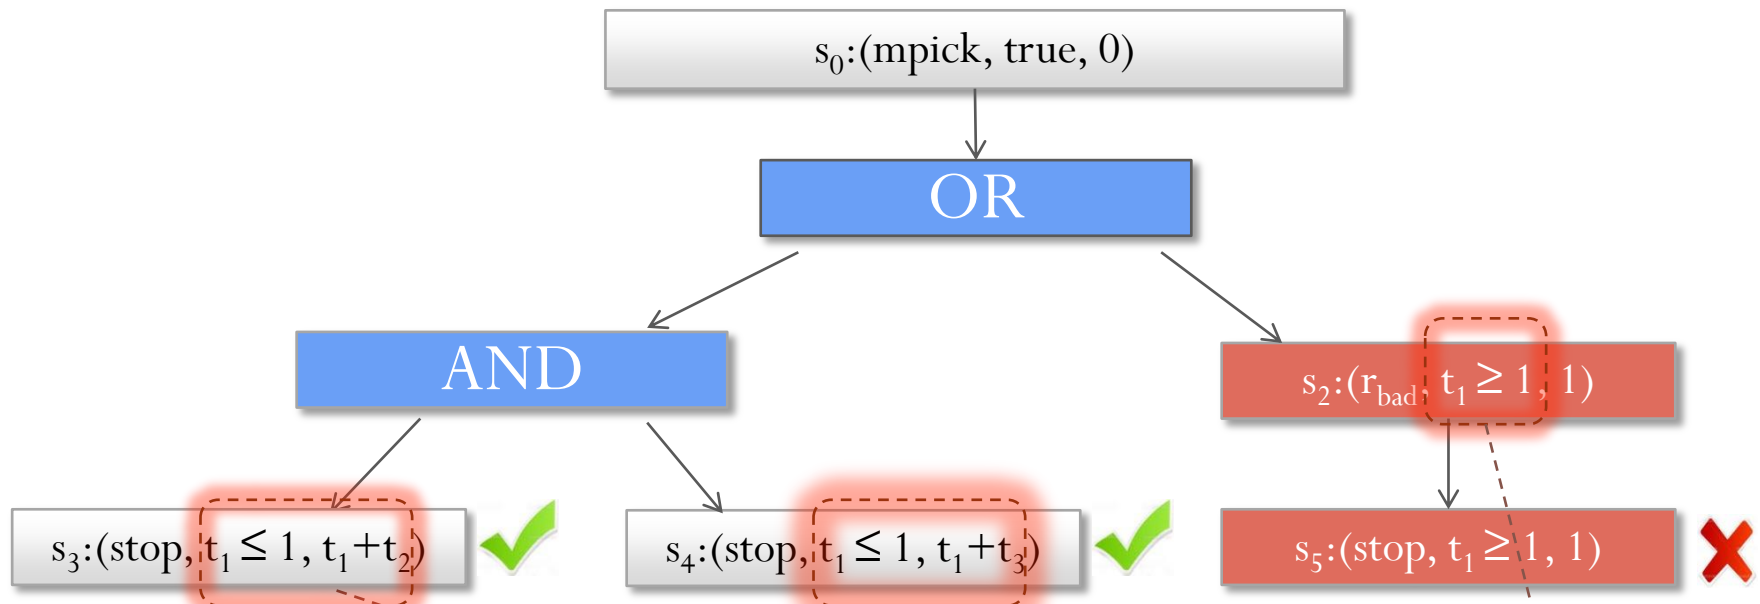 s₀:(mpick, true, 0)
OR
AND
s₂:(r_bad, t₁ ≥ 1, 1)
s₃:(stop, t₁ ≤ 1, t₁+t₂)
s₄:(stop, t₁ ≤ 1, t₁+t₃)
s₅:(stop, t₁ ≥ 1, 1)